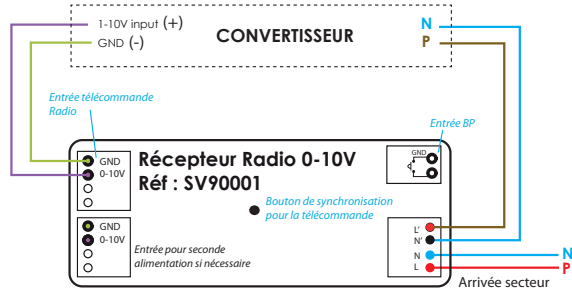 1-10V input (+)
GND (-)
CONVERTISSEUR
N
P
Entrée télécommande
Radio
Entrée BP
GND
0-10V
Récepteur Radio 0-10V
Réf : SV90001
GND
Bouton de synchronisation
pour la télécommande
GND
0-10V
Entrée pour seconde
alimentation si nécessaire
L'
N'
N
L
N
P
Arrivée secteur